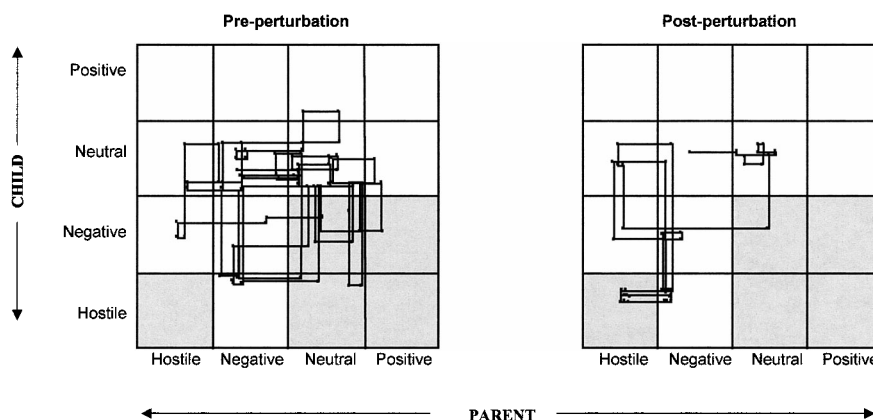 Pre-perturbation
Post-perturbation
Positive
Neutral
Negative
Hostile
CHILD
Hostile Negative Neutral Positive
Hostile Negative Neutral Positive
PARENT